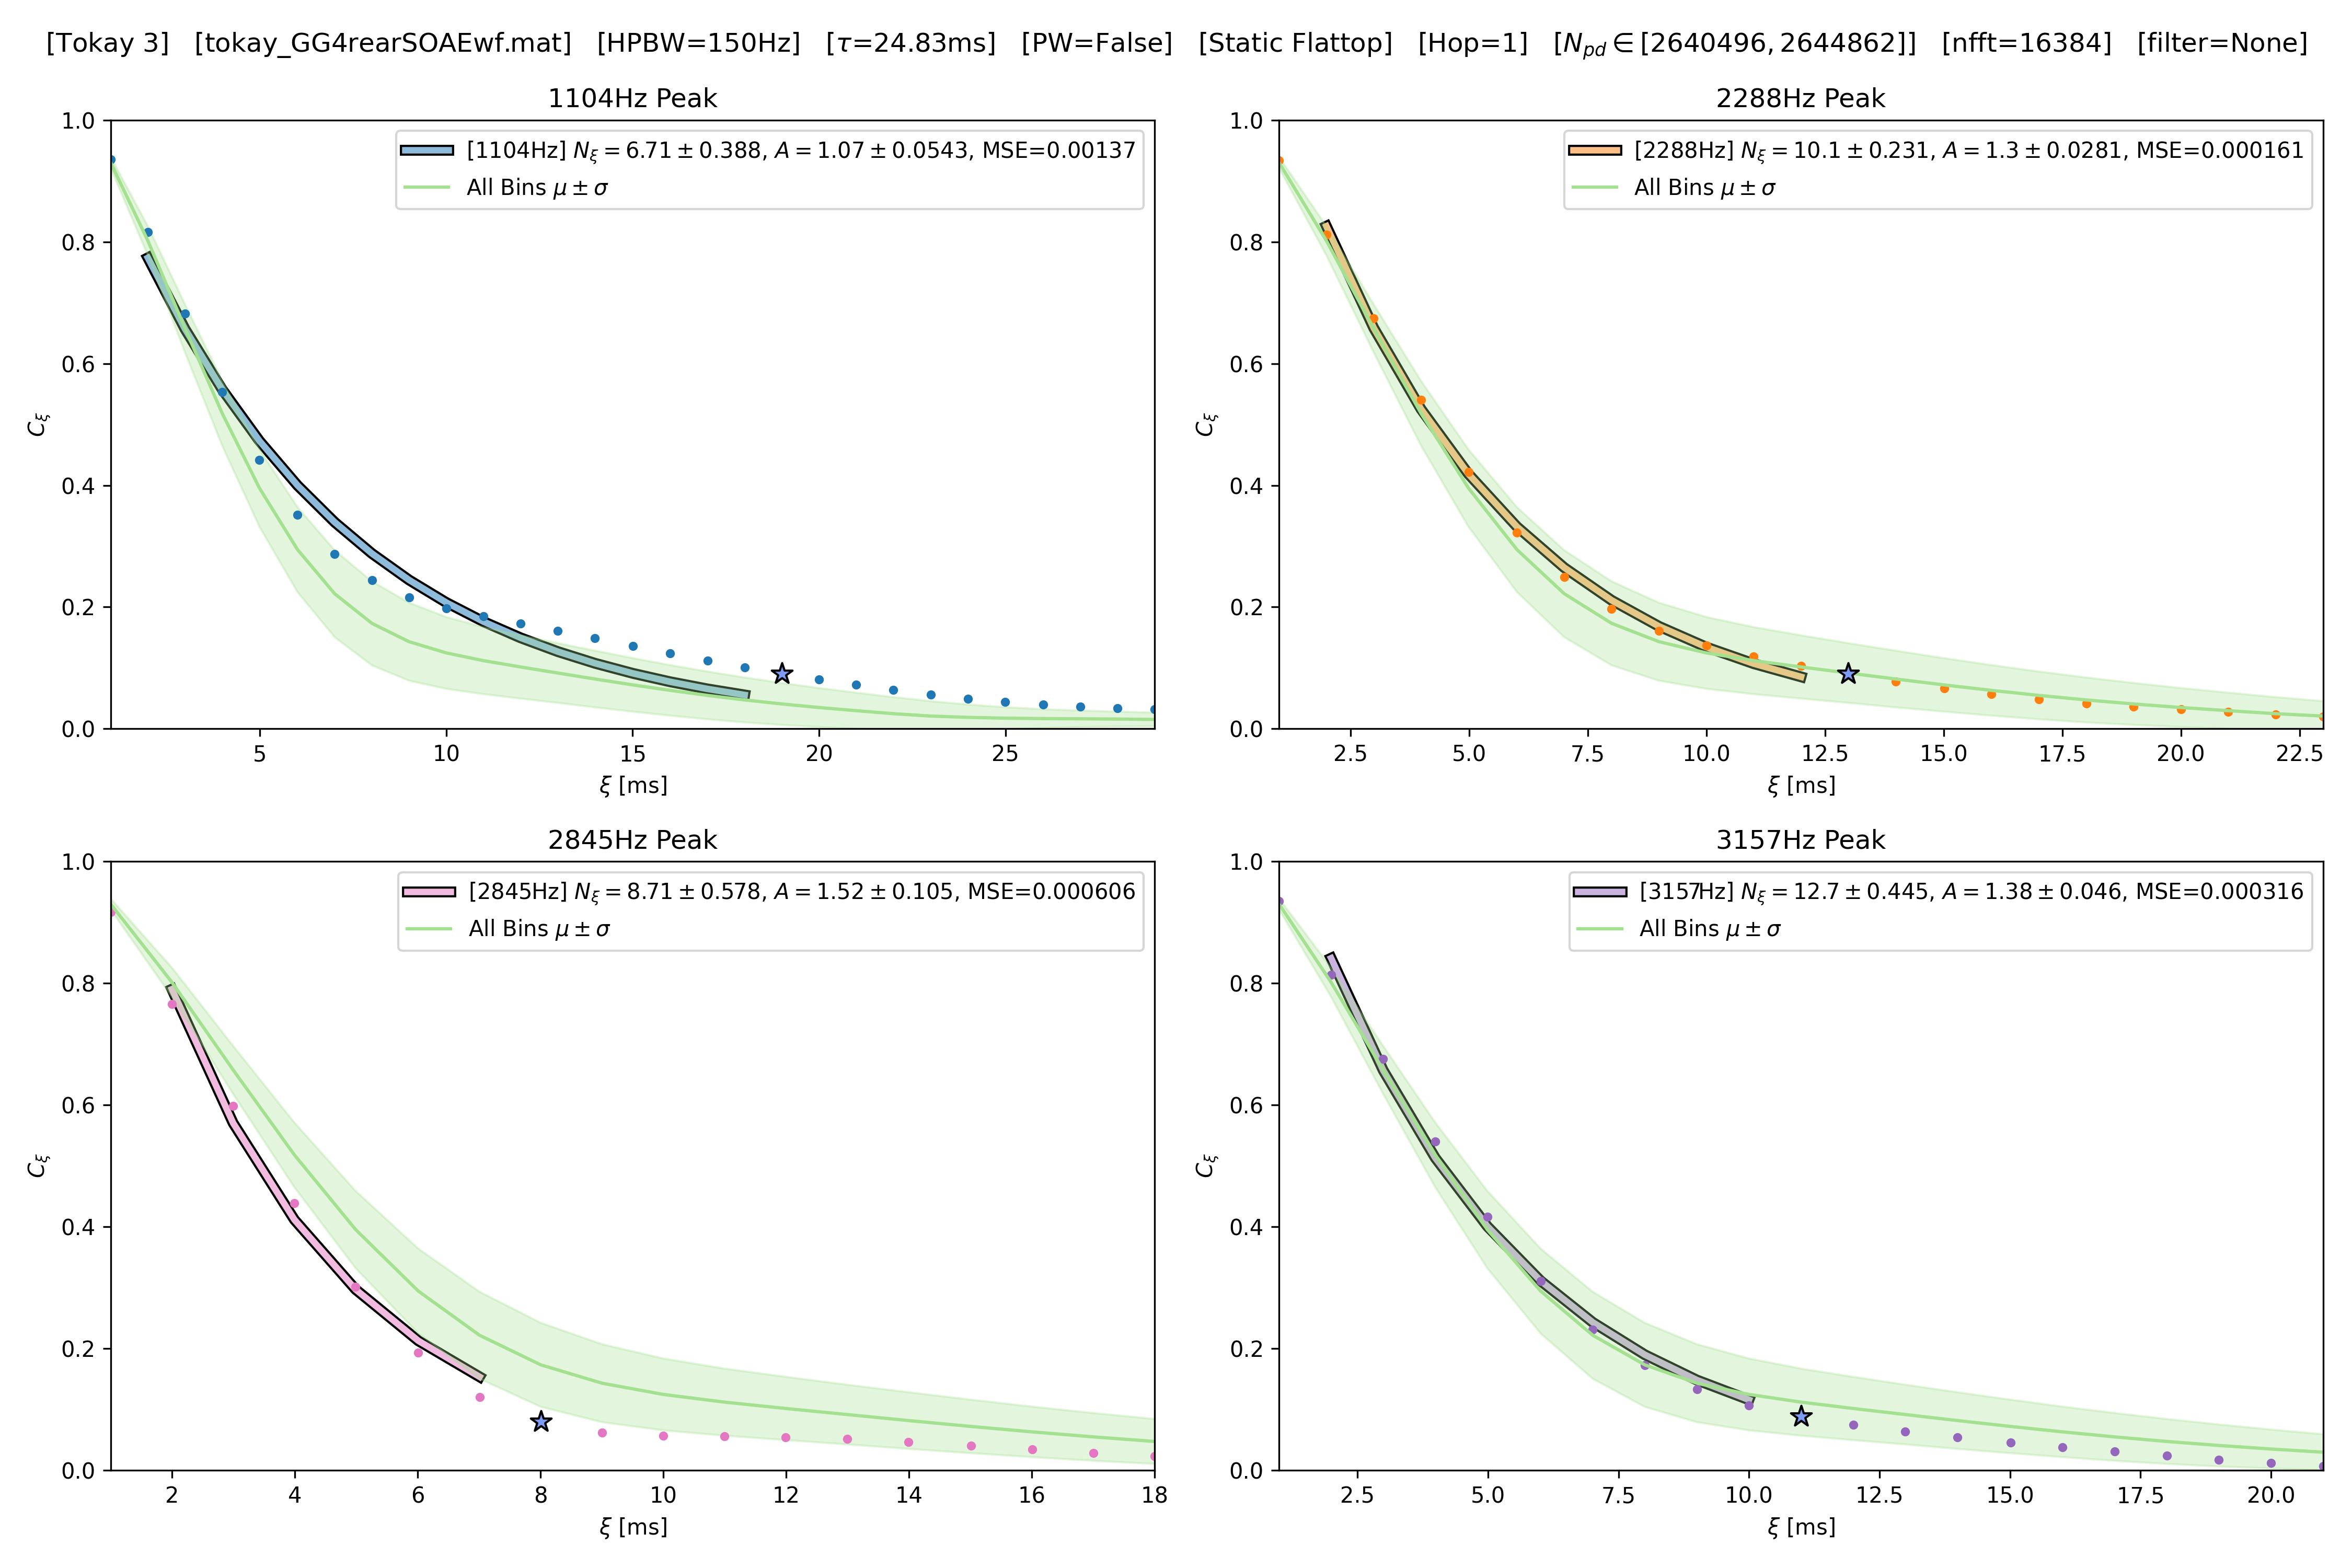 [Tokay 3] [tokay_GG4rearSOAEwf.mat] [HPBW=150Hz] [τ=24.83ms] [PW=False] [Static Flattop] [Hop=1] [N_pd ∈ [2640496, 2644862]] [nfft=16384] [filter=None]
1104Hz Peak
[1104Hz] N_ξ = 6.71 ± 0.388, A = 1.07 ± 0.0543, MSE=0.00137
All Bins μ ± σ
1.0
0.8
0.6
0.4
0.2
0.0
C_ξ
5 10 15 20 25
ξ [ms]
2288Hz Peak
[2288Hz] N_ξ = 10.1 ± 0.231, A = 1.3 ± 0.0281, MSE=0.000161
All Bins μ ± σ
1.0
0.8
0.6
0.4
0.2
0.0
C_ξ
2.5 5.0 7.5 10.0 12.5 15.0 17.5 20.0 22.5
ξ [ms]
2845Hz Peak
[2845Hz] N_ξ = 8.71 ± 0.578, A = 1.52 ± 0.105, MSE=0.000606
All Bins μ ± σ
1.0
0.8
0.6
0.4
0.2
0.0
C_ξ
2 4 6 8 10 12 14 16 18
ξ [ms]
3157Hz Peak
[3157Hz] N_ξ = 12.7 ± 0.445, A = 1.38 ± 0.046, MSE=0.000316
All Bins μ ± σ
1.0
0.8
0.6
0.4
0.2
0.0
C_ξ
2.5 5.0 7.5 10.0 12.5 15.0 17.5 20.0
ξ [ms]